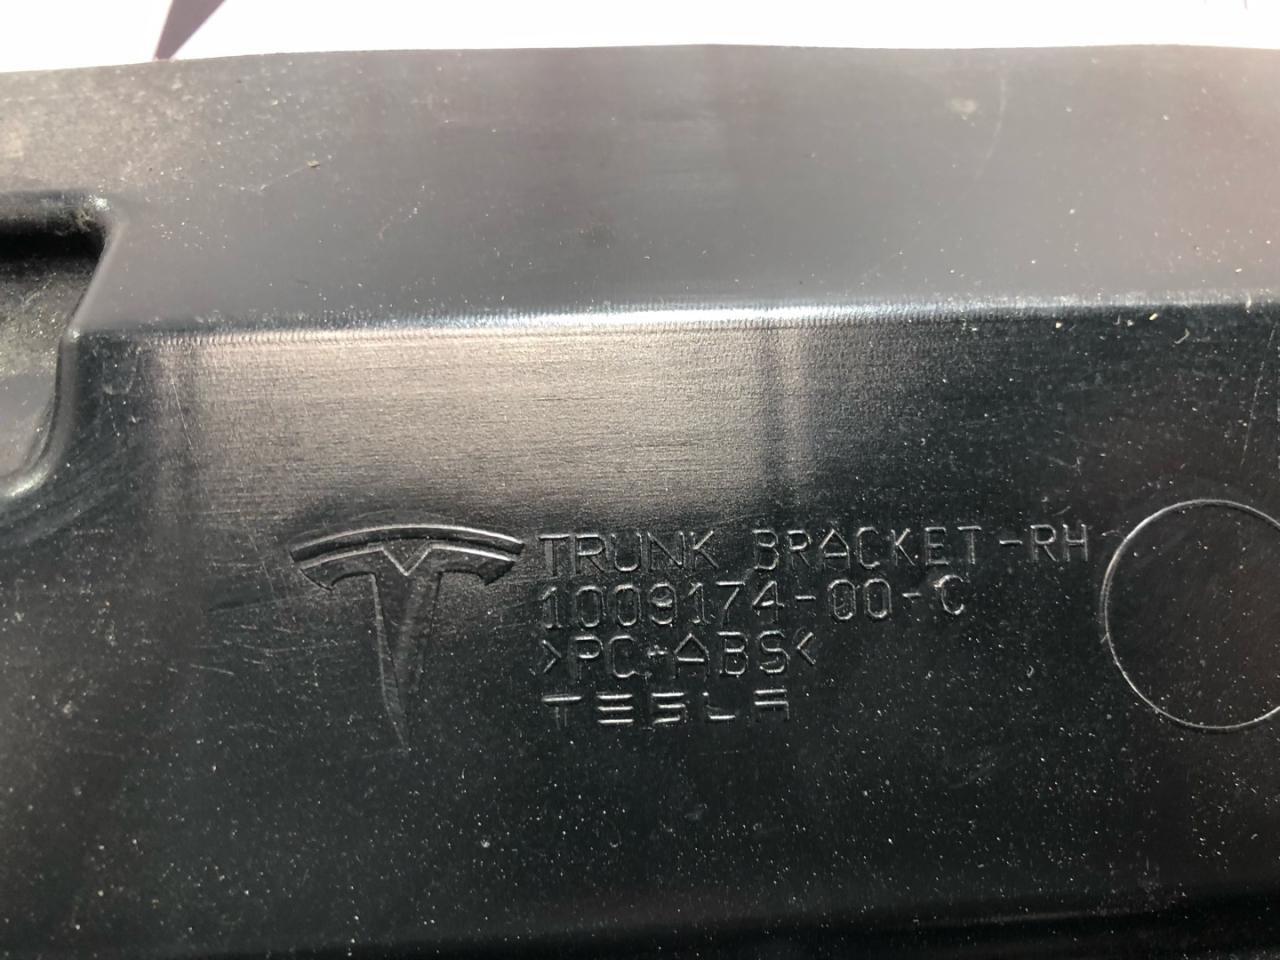 TRUNK BRACKET-RH
1009174-00-C
>PC+ABS<
TESLA